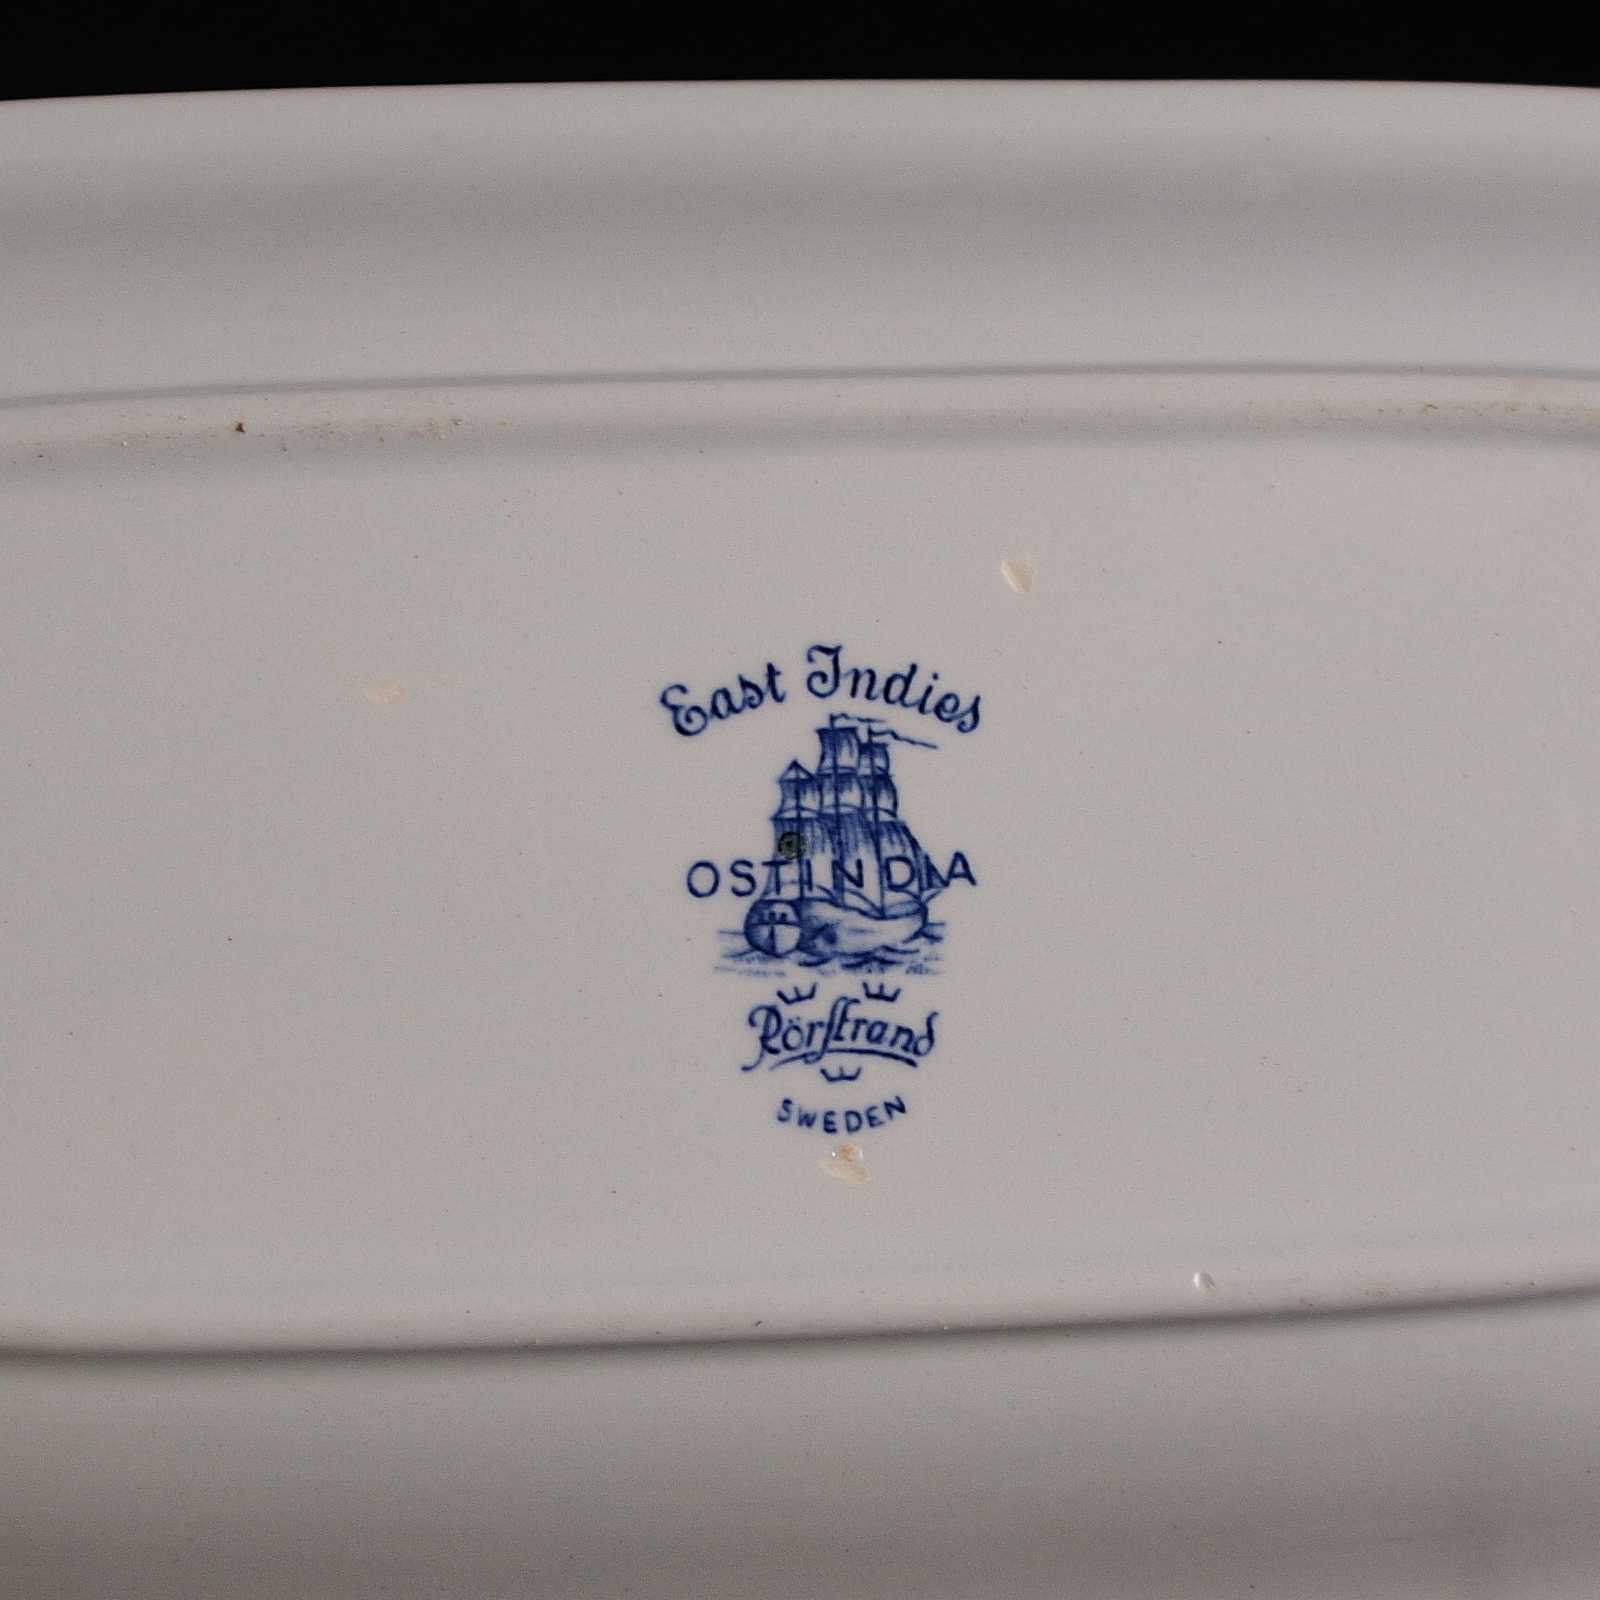 East Indies
OSTINDIA
Rörstrand
SWEDEN